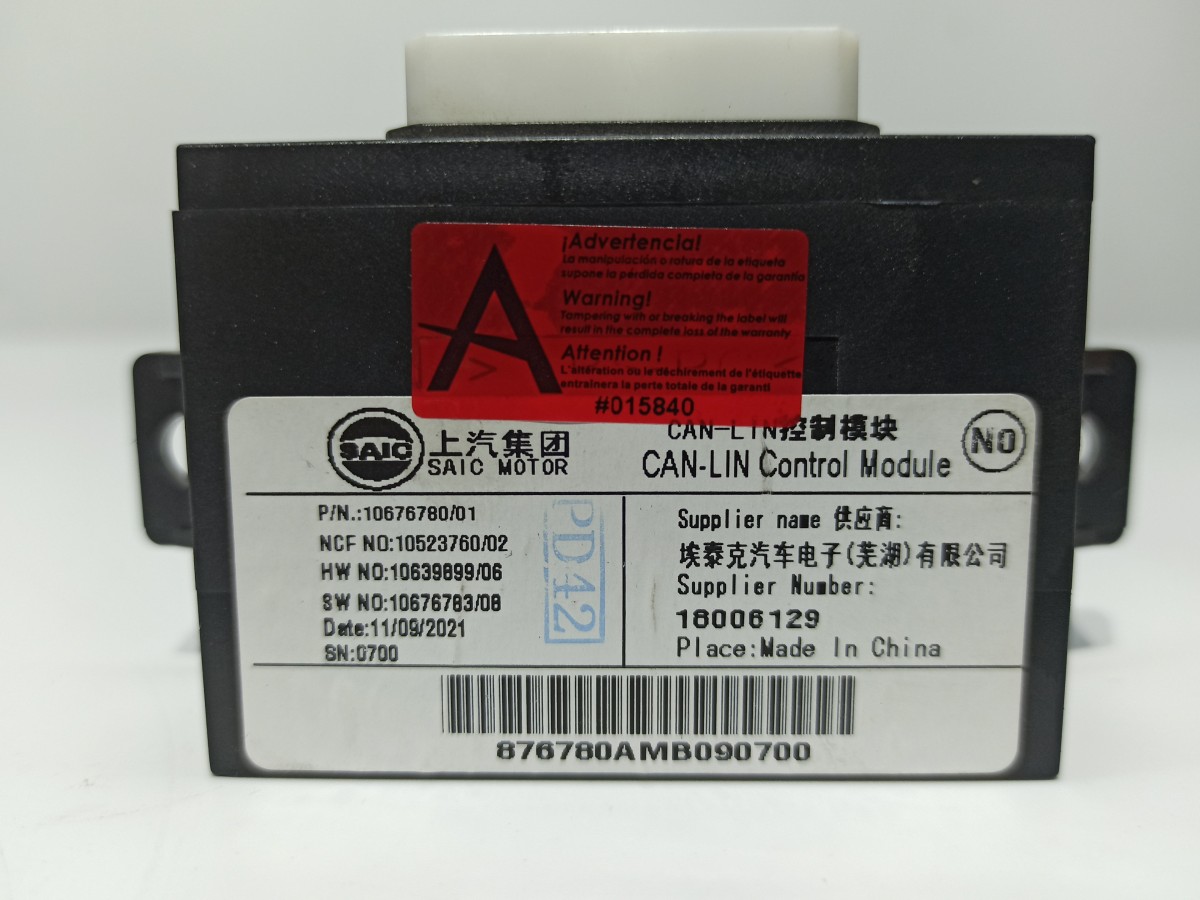 ¡Advertencia!
La manipulación o rotura de la etiqueta
supone la pérdida completa de la garantía
Warning!
Tampering with or breaking the label will
result in the complete loss of the warranty
Attention !
L'altération ou le déchirement de l'étiquette
entraînera la perte totale de la garanti
#015840
SAIC
上汽集团
SAIC MOTOR
CAN-LIN控制模块
CAN-LIN Control Module
NO
P/N.:10676780/01
NCF NO:10523760/02
HW NO:10639899/06
SW NO:10676783/08
Date:11/09/2021
SN:0700
PD42
Supplier name 供应商:
埃泰克汽车电子(芜湖)有限公司
Supplier Number:
18006129
Place:Made In China
876780AMB090700